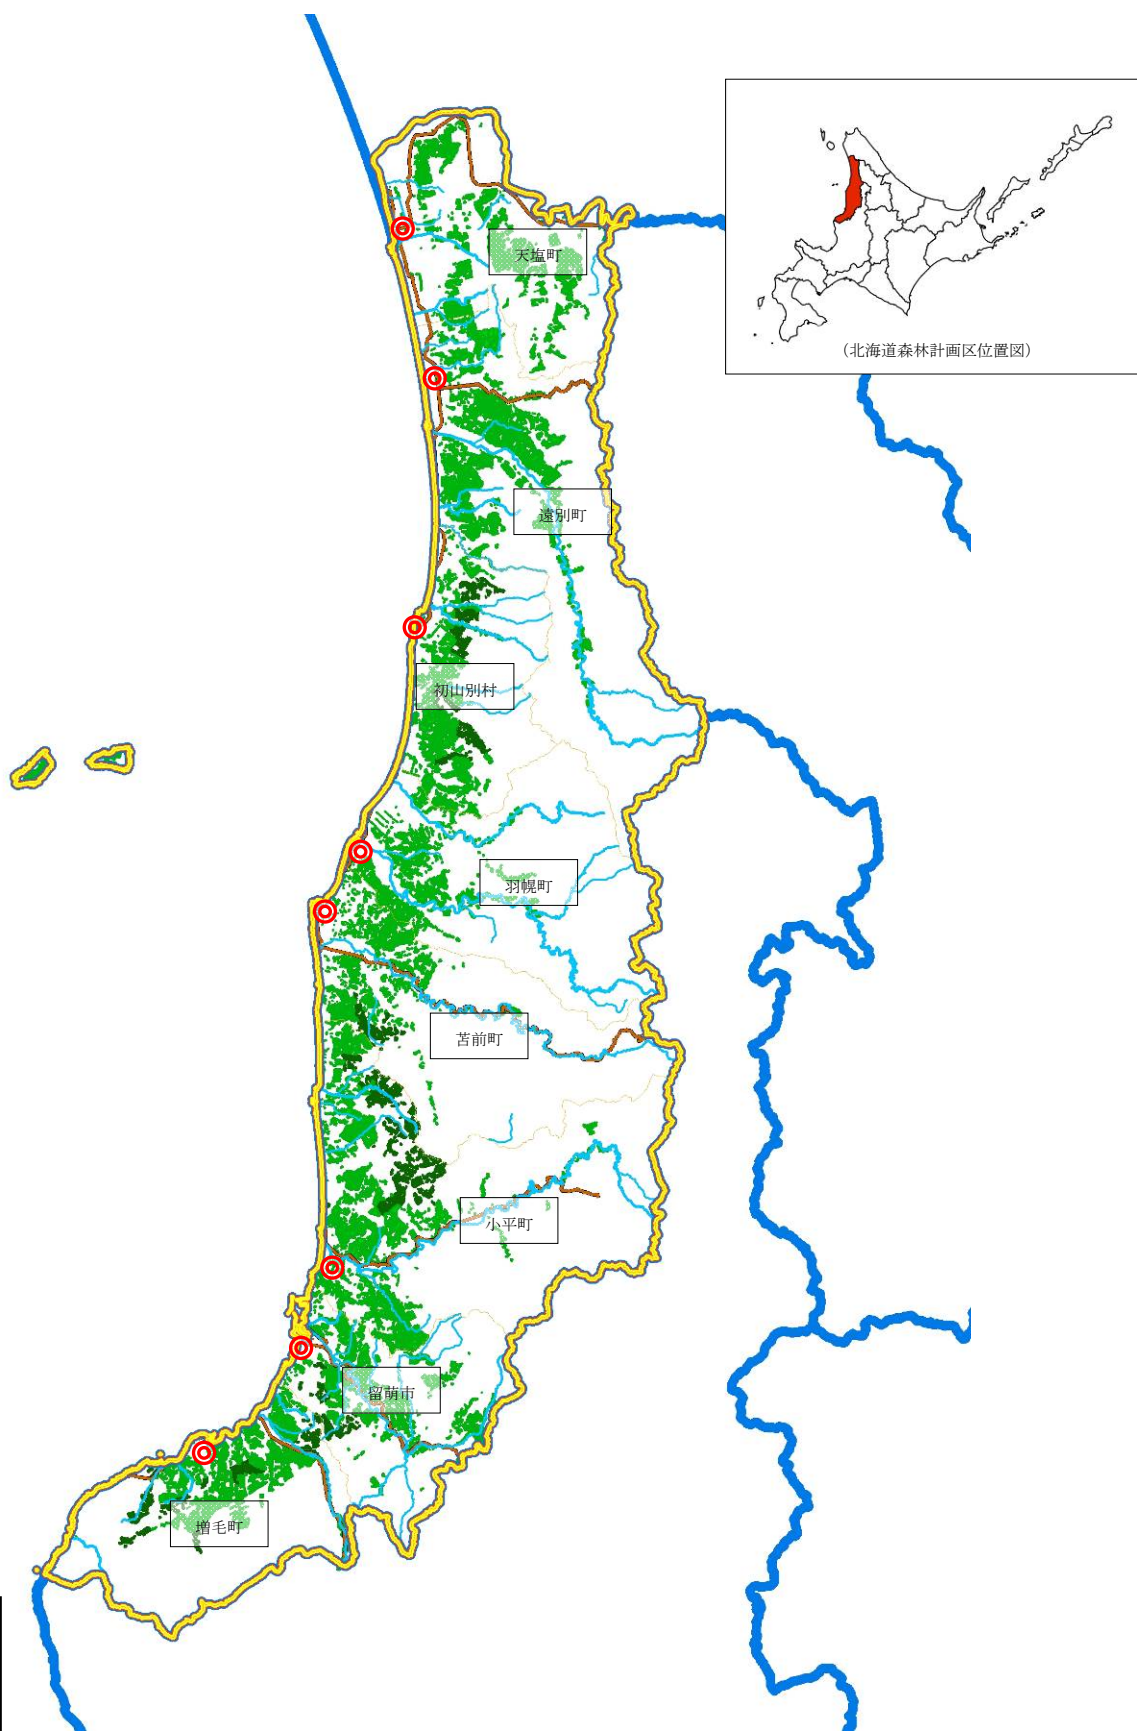 天塩町
(北海道森林計画区位置図)
遠別町
初山別村
羽幌町
苫前町
小平町
留萌市
増毛町